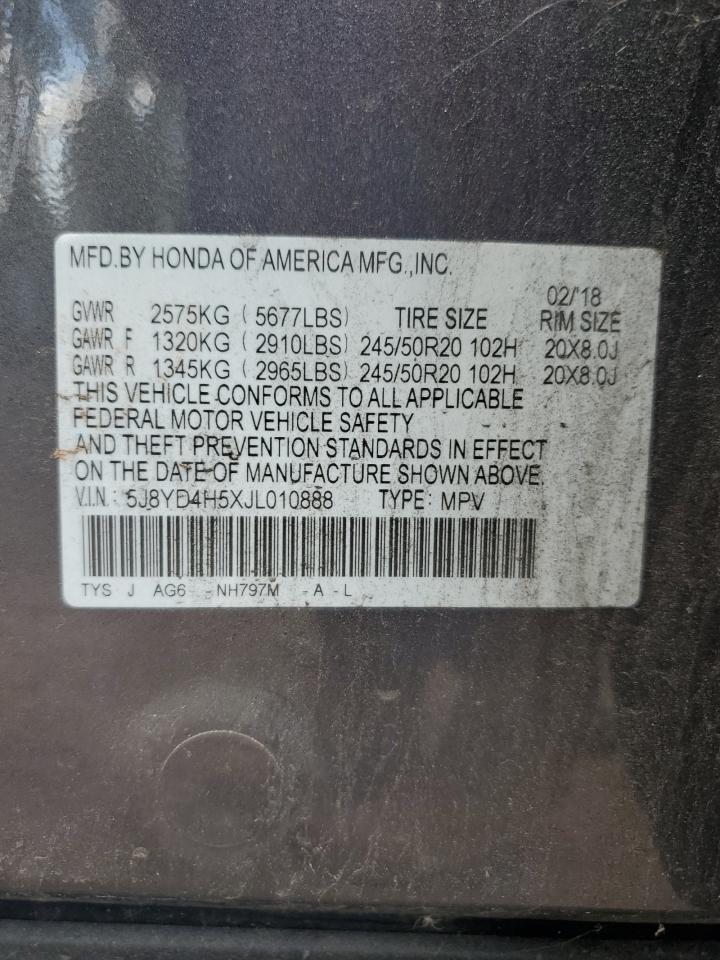 MFD.BY HONDA OF AMERICA MFG.,INC.
02/'18
GVWR 2575KG ( 5677LBS) TIRE SIZE RIM SIZE
GAWR F 1320KG ( 2910LBS) 245/50R20 102H 20X8.0J
GAWR R 1345KG ( 2965LBS) 245/50R20 102H 20X8.0J
THIS VEHICLE CONFORMS TO ALL APPLICABLE
FEDERAL MOTOR VEHICLE SAFETY
AND THEFT PREVENTION STANDARDS IN EFFECT
ON THE DATE OF MANUFACTURE SHOWN ABOVE.
V.I.N.: 5J8YD4H5XJL010888 TYPE: MPV
TYS J AG6 - NH797M - A - L